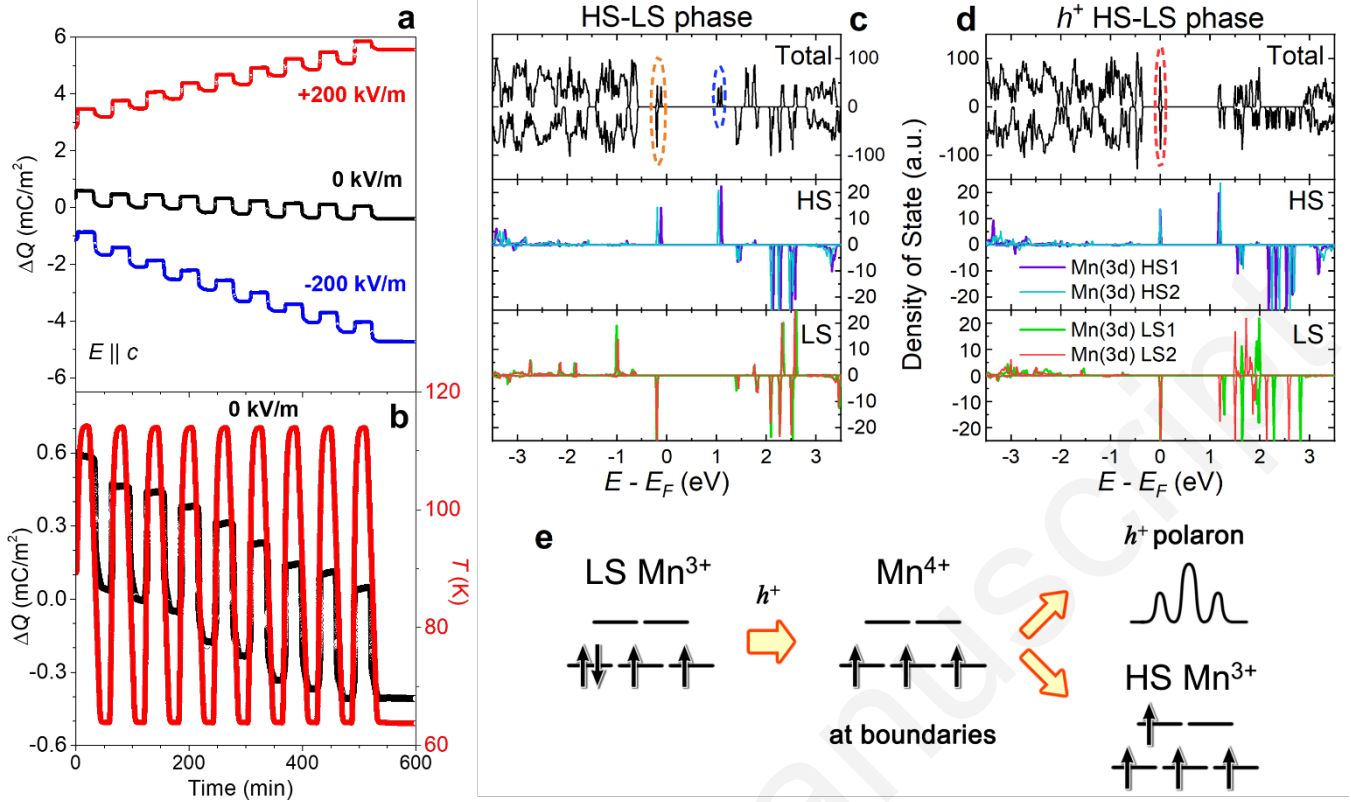 a
6
4
2
0
-2
-4
-6
ΔQ (mC/m²)
+200 kV/m
0 kV/m
-200 kV/m
E || c
b
0 kV/m
0.6
0.3
0.0
-0.3
-0.6
ΔQ (mC/m²)
120
100
80
60
T (K)
0 200 400 600
Time (min)
HS-LS phase
c
Total
100
0
-100
HS
20
10
0
-10
-20
LS
20
10
0
-10
-20
-3 -2 -1 0 1 2 3
E - E_F (eV)
Density of State (a.u.)
h⁺ HS-LS phase
d
Total
100
0
-100
HS
20
10
0
-10
-20
Mn(3d) HS1
Mn(3d) HS2
LS
20
10
0
-10
-20
Mn(3d) LS1
Mn(3d) LS2
-3 -2 -1 0 1 2 3
E - E_F (eV)
e
LS Mn³⁺
h⁺
Mn⁴⁺
at boundaries
h⁺ polaron
HS Mn³⁺
anuscript